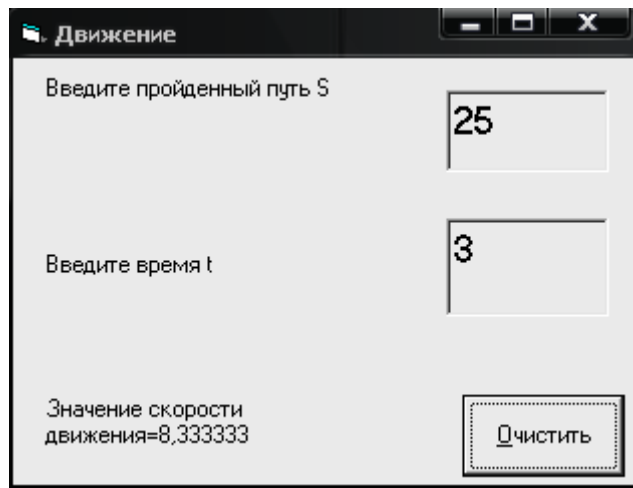 Движение
Введите пройденный путь S
25
Введите время t
3
Значение скорости
движения=8,333333
Очистить